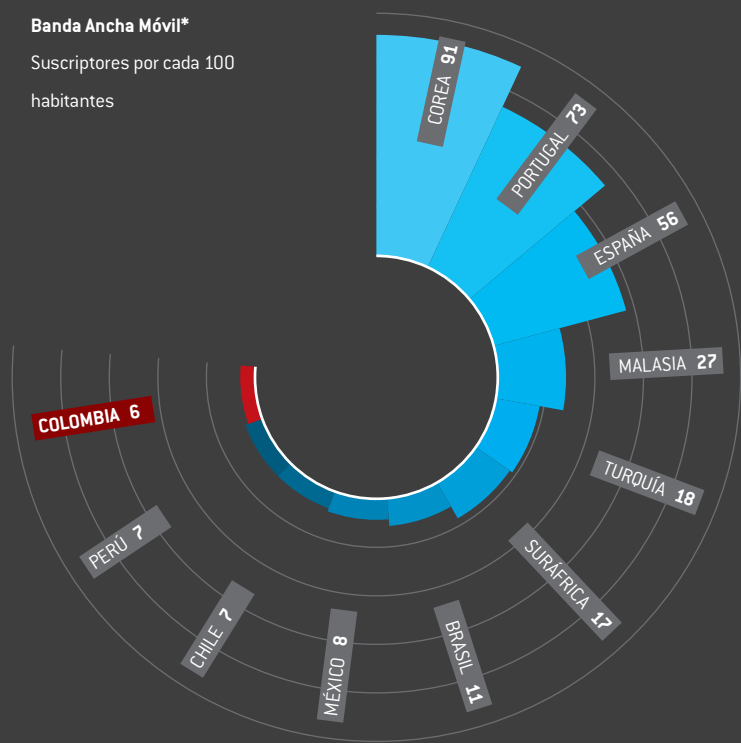 Banda Ancha Móvil*
Suscriptores por cada 100
habitantes
COREA 91
PORTUGAL 73
ESPAÑA 56
MALASIA 27
TURQUÍA 18
SURÁFRICA 17
BRASIL 11
MÉXICO 8
CHILE 7
PERÚ 7
COLOMBIA 6